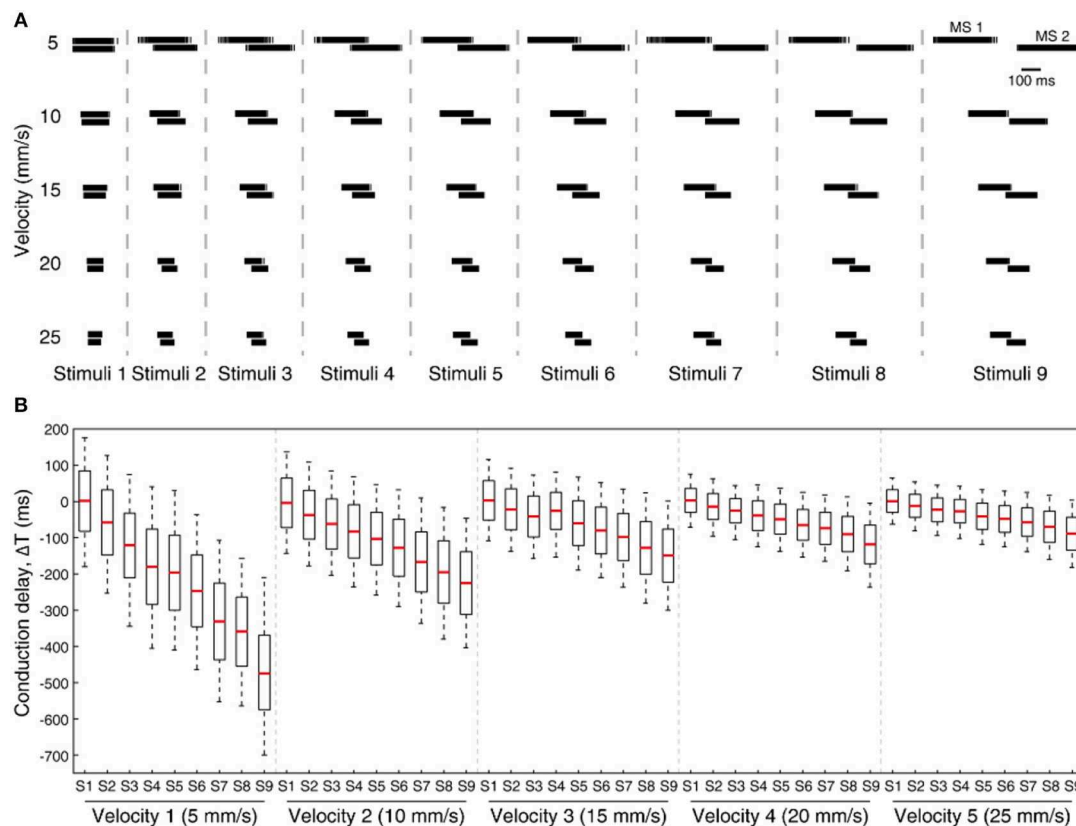 A
Velocity (mm/s)
5
10
15
20
25
MS 1
MS 2
100 ms
Stimuli 1 Stimuli 2 Stimuli 3 Stimuli 4 Stimuli 5 Stimuli 6 Stimuli 7 Stimuli 8 Stimuli 9
B
Conduction delay, ΔT (ms)
200
100
0
-100
-200
-300
-400
-500
-600
-700
S1 S2 S3 S4 S5 S6 S7 S8 S9 S1 S2 S3 S4 S5 S6 S7 S8 S9 S1 S2 S3 S4 S5 S6 S7 S8 S9 S1 S2 S3 S4 S5 S6 S7 S8 S9 S1 S2 S3 S4 S5 S6 S7 S8 S9
Velocity 1 (5 mm/s) Velocity 2 (10 mm/s) Velocity 3 (15 mm/s) Velocity 4 (20 mm/s) Velocity 5 (25 mm/s)